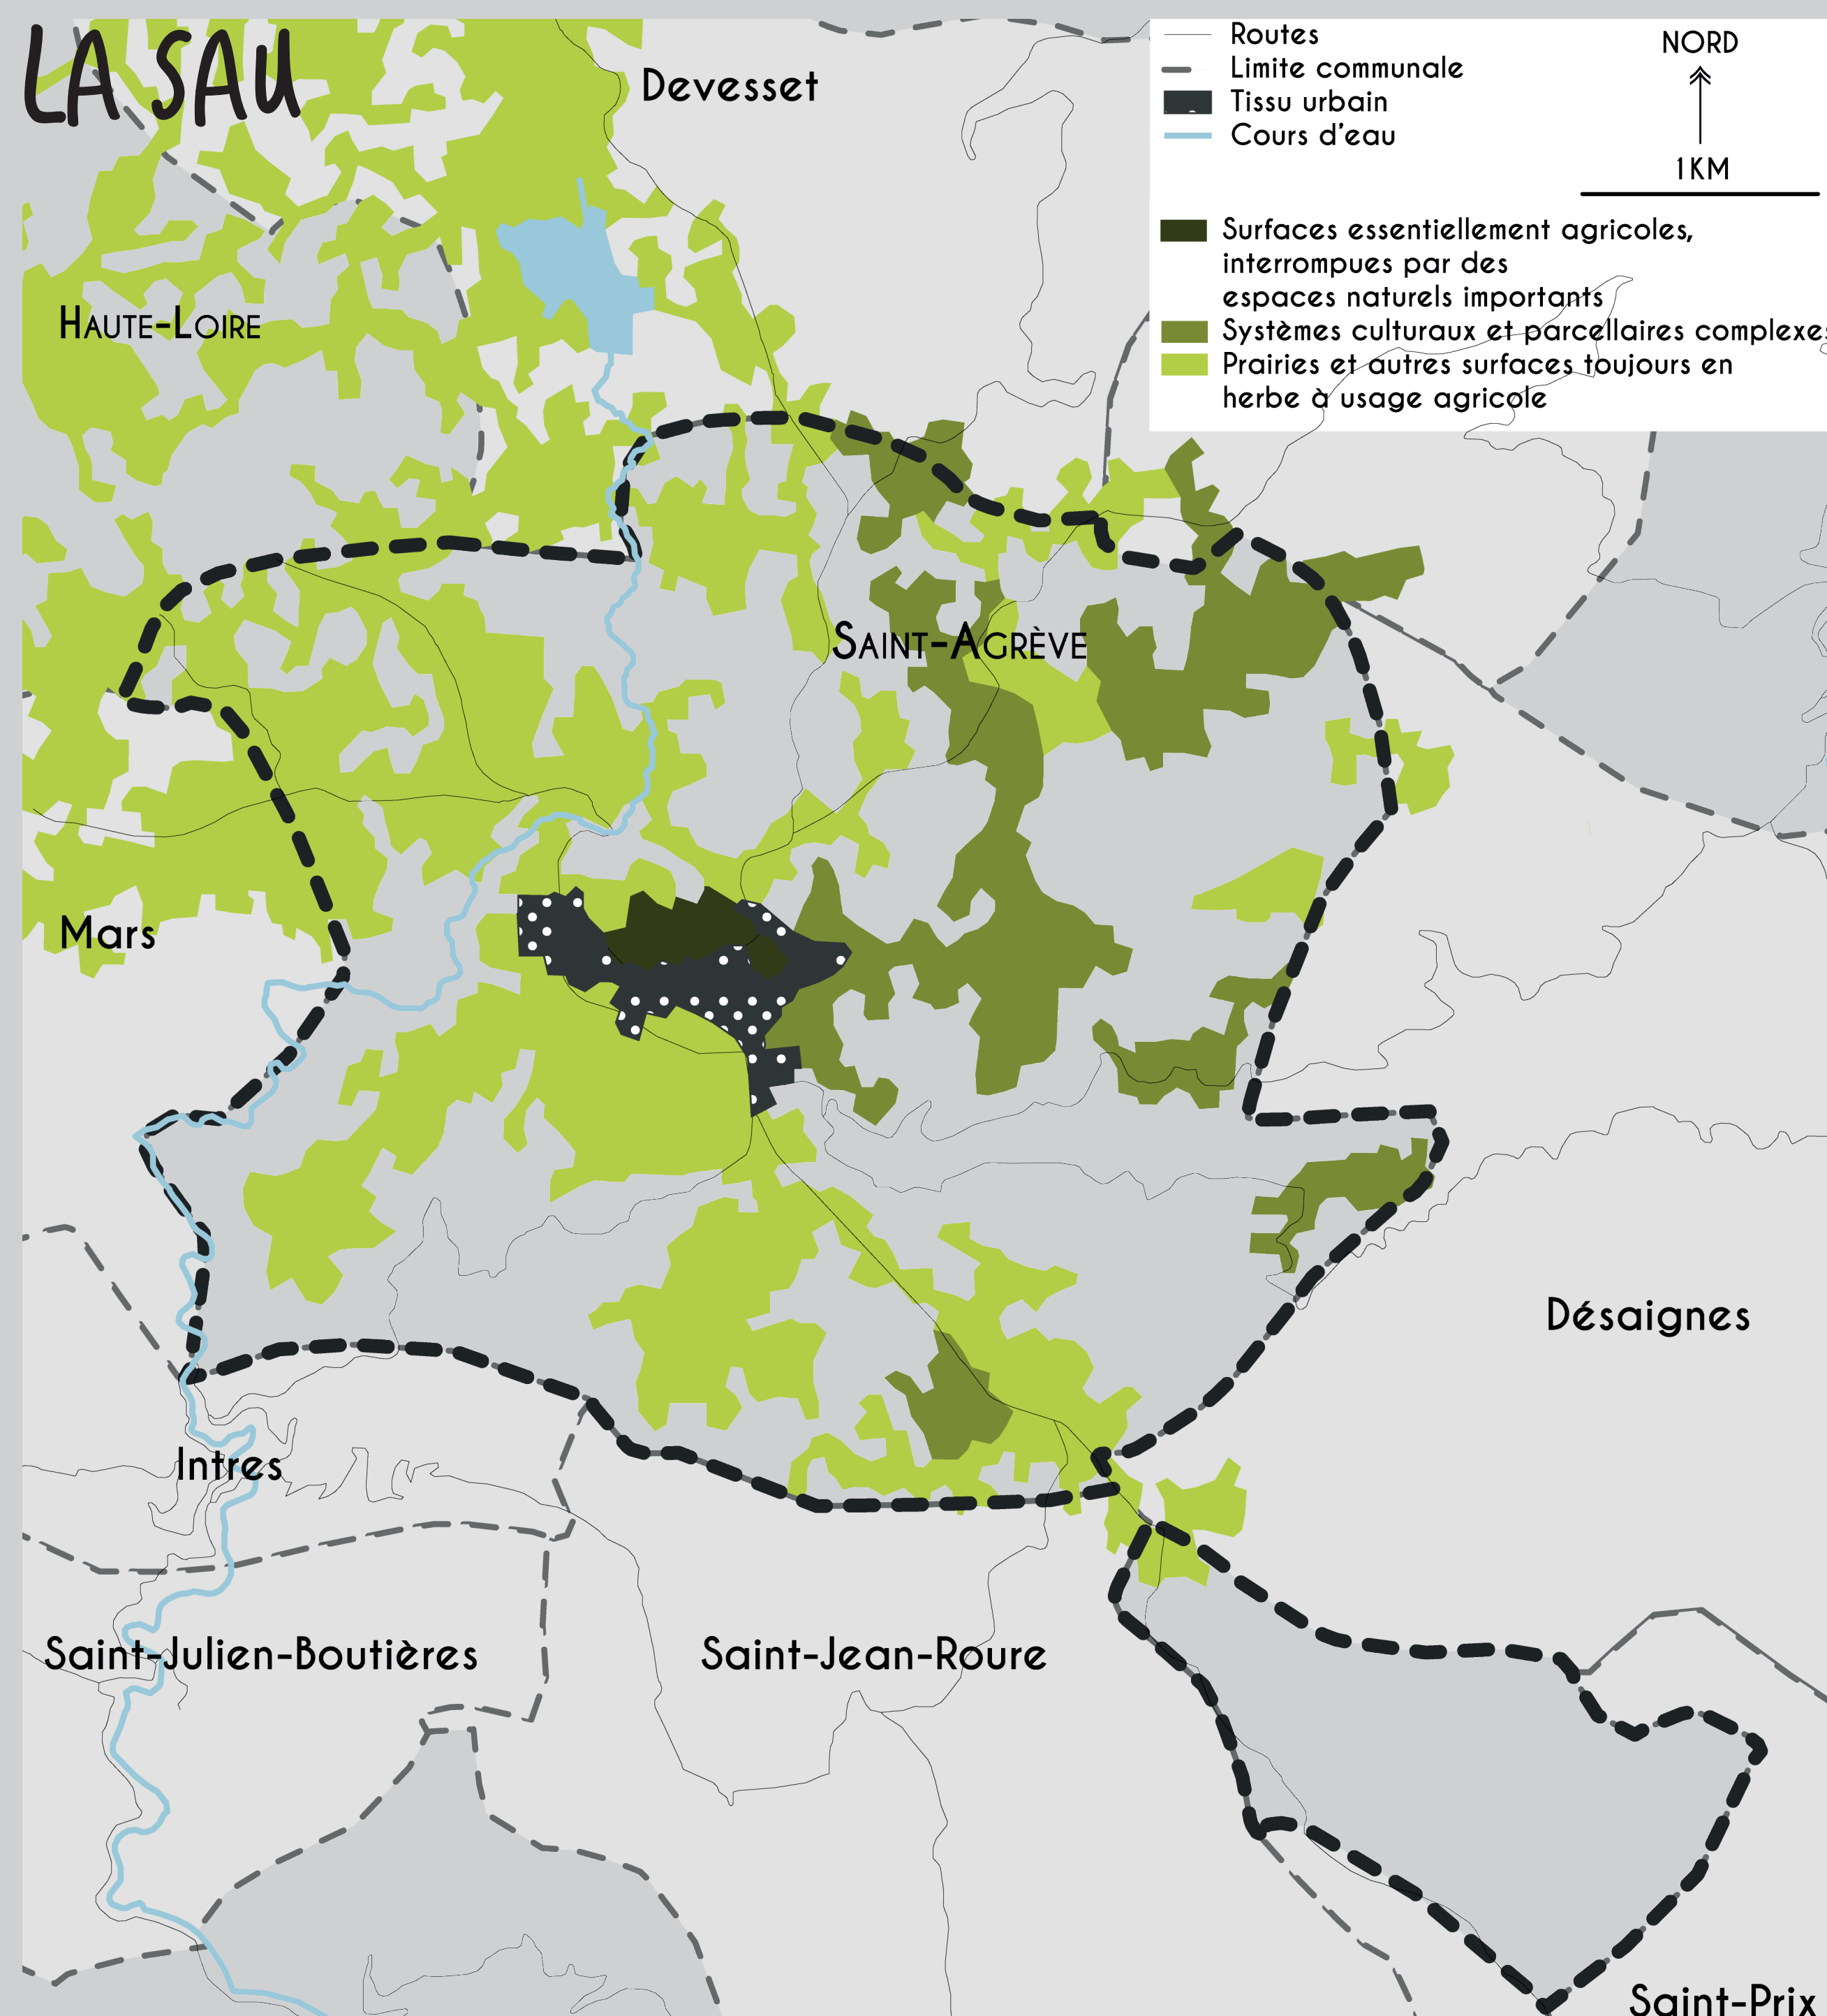 LA SAU
Devesset
Routes
Limite communale
Tissu urbain
Cours d'eau
NORD
1KM
Surfaces essentiellement agricoles,
interrompues par des
espaces naturels importants
Systèmes culturaux et parcellaires complexes
Prairies et autres surfaces toujours en
herbe à usage agricole
HAUTE-LOIRE
SAINT-AGRÈVE
Mars
Désaignes
Intres
Saint-Julien-Boutières
Saint-Jean-Roure
Saint-Prix